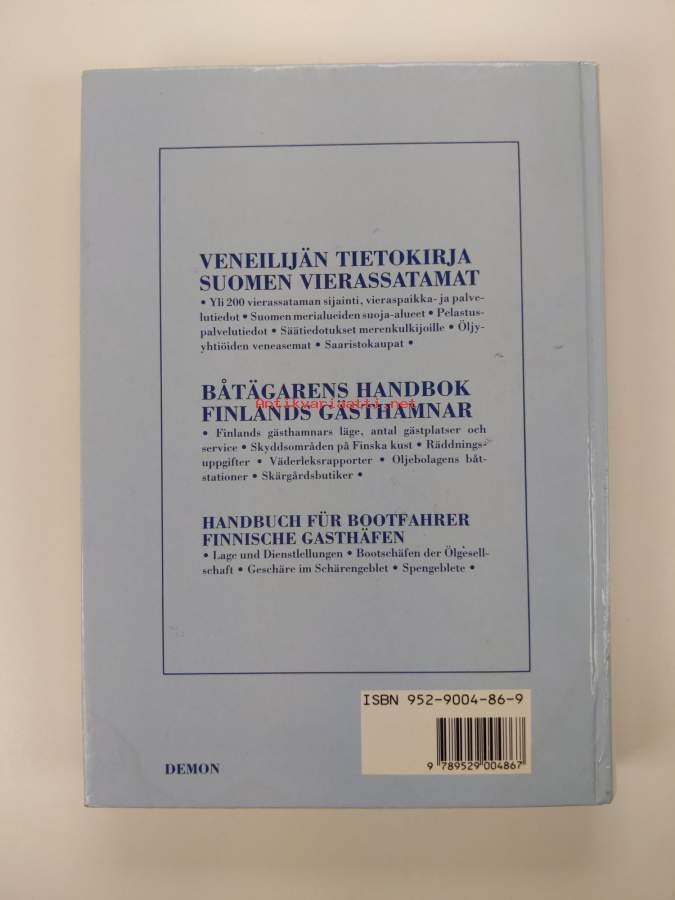 VENEILIJÄN TIETOKIRJA
SUOMEN VIERASSATAMAT
• Yli 200 vierassataman sijainti, vieraspaikka- ja palve-
lutiedot • Suomen merialueiden suoja-alueet • Pelastus-
palvelutiedot • Säätiedotukset merenkulkijoille • Öljy-
yhtiöiden veneasemat • Saaristokaupat •
BÅTÄGARENS HANDBOK
Antikvariaatti.net
FINLANDS GÄSTHAMNAR
• Finlands gästhamnars läge, antal gästplatser och
service • Skyddsområden på Finska kust • Räddnings-
uppgifter • Väderleksrapporter • Oljebolagens båt-
stationer • Skärgårdsbutiker •
HANDBUCH FÜR BOOTFAHRER
FINNISCHE GASTHÄFEN
• Lage und Dienstlellungen • Bootschäfen der Ölgesell-
schaft • Geschäre im Schärengeblet • Spengeblete •
ISBN 952-9004-86-9
9 789529 004867
DEMON